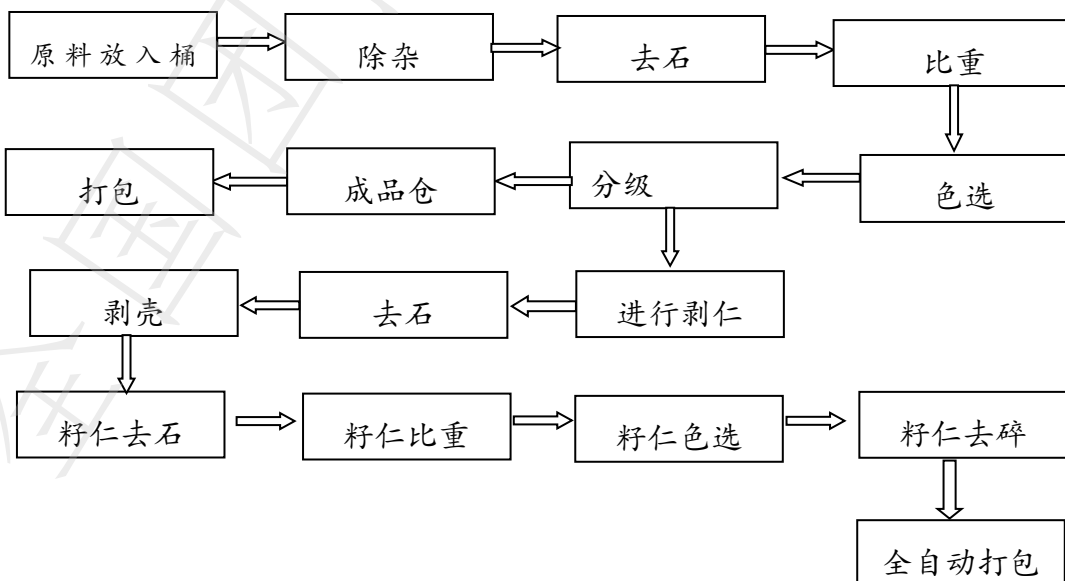 原料放入桶
除杂
去石
比重
色选
分级
成品仓
打包
进行剥仁
去石
剥壳
籽仁去石
籽仁比重
籽仁色选
籽仁去碎
全自动打包